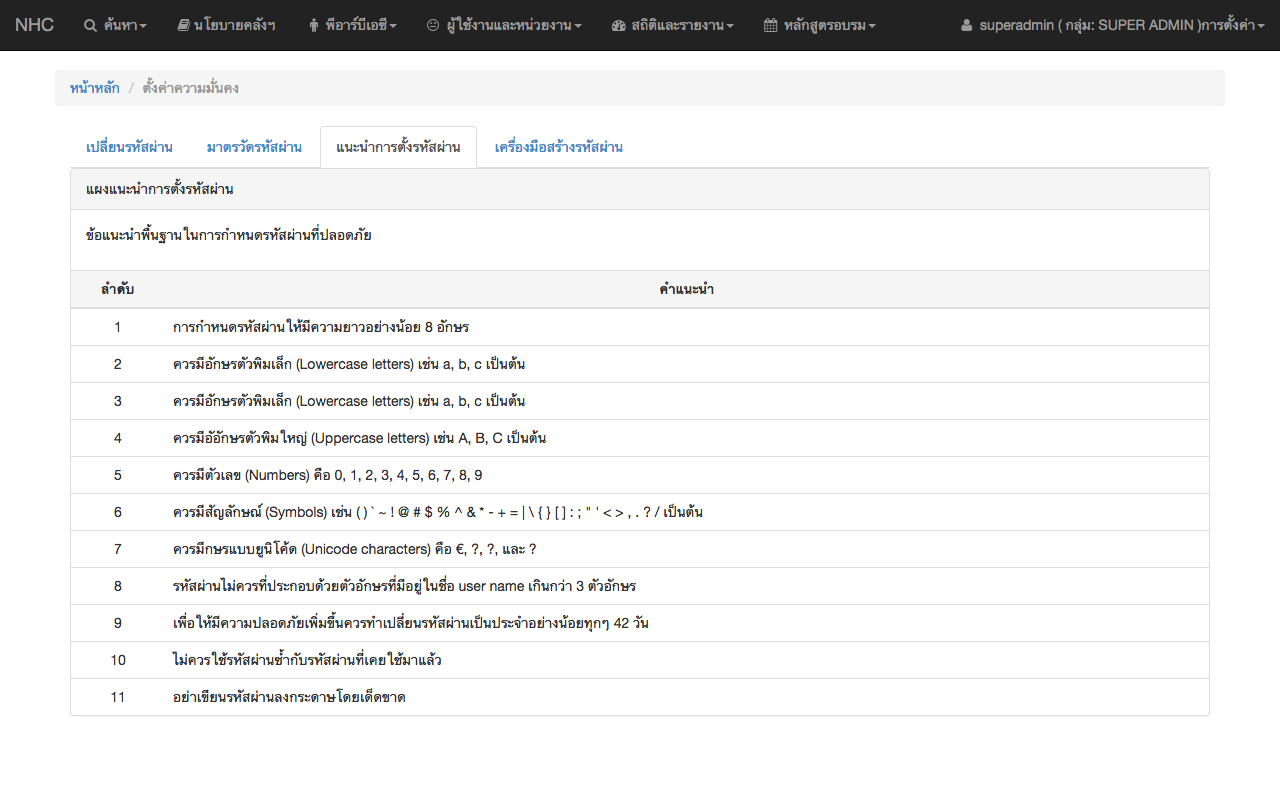 NHC ค้นหา นโยบายคลังฯ พีอาร์บีเอซี ผู้ใช้งานและหน่วยงาน สถิติและรายงาน หลักสูตรอบรม superadmin ( กลุ่ม: SUPER ADMIN )การตั้งค่า
หน้าหลัก / ตั้งค่าความมั่นคง
เปลี่ยนรหัสผ่าน มาตรวัดรหัสผ่าน แนะนำการตั้งรหัสผ่าน เครื่องมือสร้างรหัสผ่าน
แผงแนะนำการตั้งรหัสผ่าน
ข้อแนะนำพื้นฐานในการกำหนดรหัสผ่านที่ปลอดภัย
ลำดับ คำแนะนำ
1 การกำหนดรหัสผ่านให้มีความยาวอย่างน้อย 8 อักษร
2 ควรมีอักษรตัวพิมเล็ก (Lowercase letters) เช่น a, b, c เป็นต้น
3 ควรมีอักษรตัวพิมเล็ก (Lowercase letters) เช่น a, b, c เป็นต้น
4 ควรมีอัอักษรตัวพิมใหญ่ (Uppercase letters) เช่น A, B, C เป็นต้น
5 ควรมีตัวเลข (Numbers) คือ 0, 1, 2, 3, 4, 5, 6, 7, 8, 9
6 ควรมีสัญลักษณ์ (Symbols) เช่น ( ) ` ~ ! @ # $ % ^ & * - + = | \ { } [ ] : ; " ' < > , . ? / เป็นต้น
7 ควรมีกษรแบบยูนิโค้ด (Unicode characters) คือ €, ?, ?, และ ?
8 รหัสผ่านไม่ควรที่ประกอบด้วยตัวอักษรที่มีอยู่ในชื่อ user name เกินกว่า 3 ตัวอักษร
9 เพื่อให้มีความปลอดภัยเพิ่มขึ้นควรทำเปลี่ยนรหัสผ่านเป็นประจำอย่างน้อยทุกๆ 42 วัน
10 ไม่ควรใช้รหัสผ่านซ้ำกับรหัสผ่านที่เคยใช้มาแล้ว
11 อย่าเขียนรหัสผ่านลงกระดาษโดยเด็ดขาด